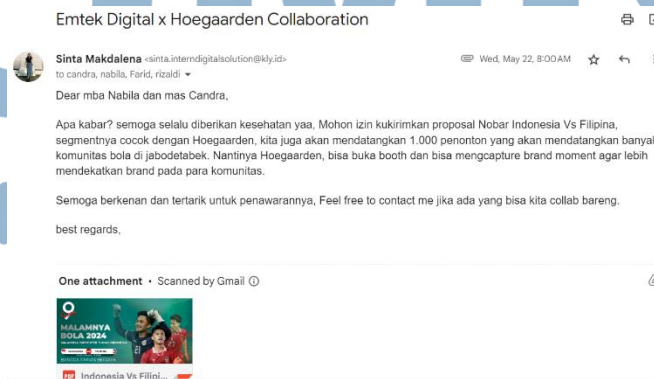 Emtek Digital x Hoegaarden Collaboration
Sinta Makdalena <sinta.interndigitalsolution@kly.id>
Wed, May 22, 8:00 AM
to candra, nabila, Farid, rizaldi
Dear mba Nabila dan mas Candra,
Apa kabar? semoga selalu diberikan kesehatan yaa, Mohon izin kukirimkan proposal Nobar Indonesia Vs Filipina,
segmentnya cocok dengan Hoegaarden, kita juga akan mendatangkan 1.000 penonton yang akan mendatangkan banyak
komunitas bola di jabodetabek. Nantinya Hoegaarden, bisa buka booth dan bisa mengcapture brand moment agar lebih
mendekatkan brand pada para komunitas.
Semoga berkenan dan tertarik untuk penawarannya, Feel free to contact me jika ada yang bisa kita collab bareng.
best regards,
One attachment • Scanned by Gmail
MALAMNYA
BOLA 2024
PDF Indonesia Vs Filipi...